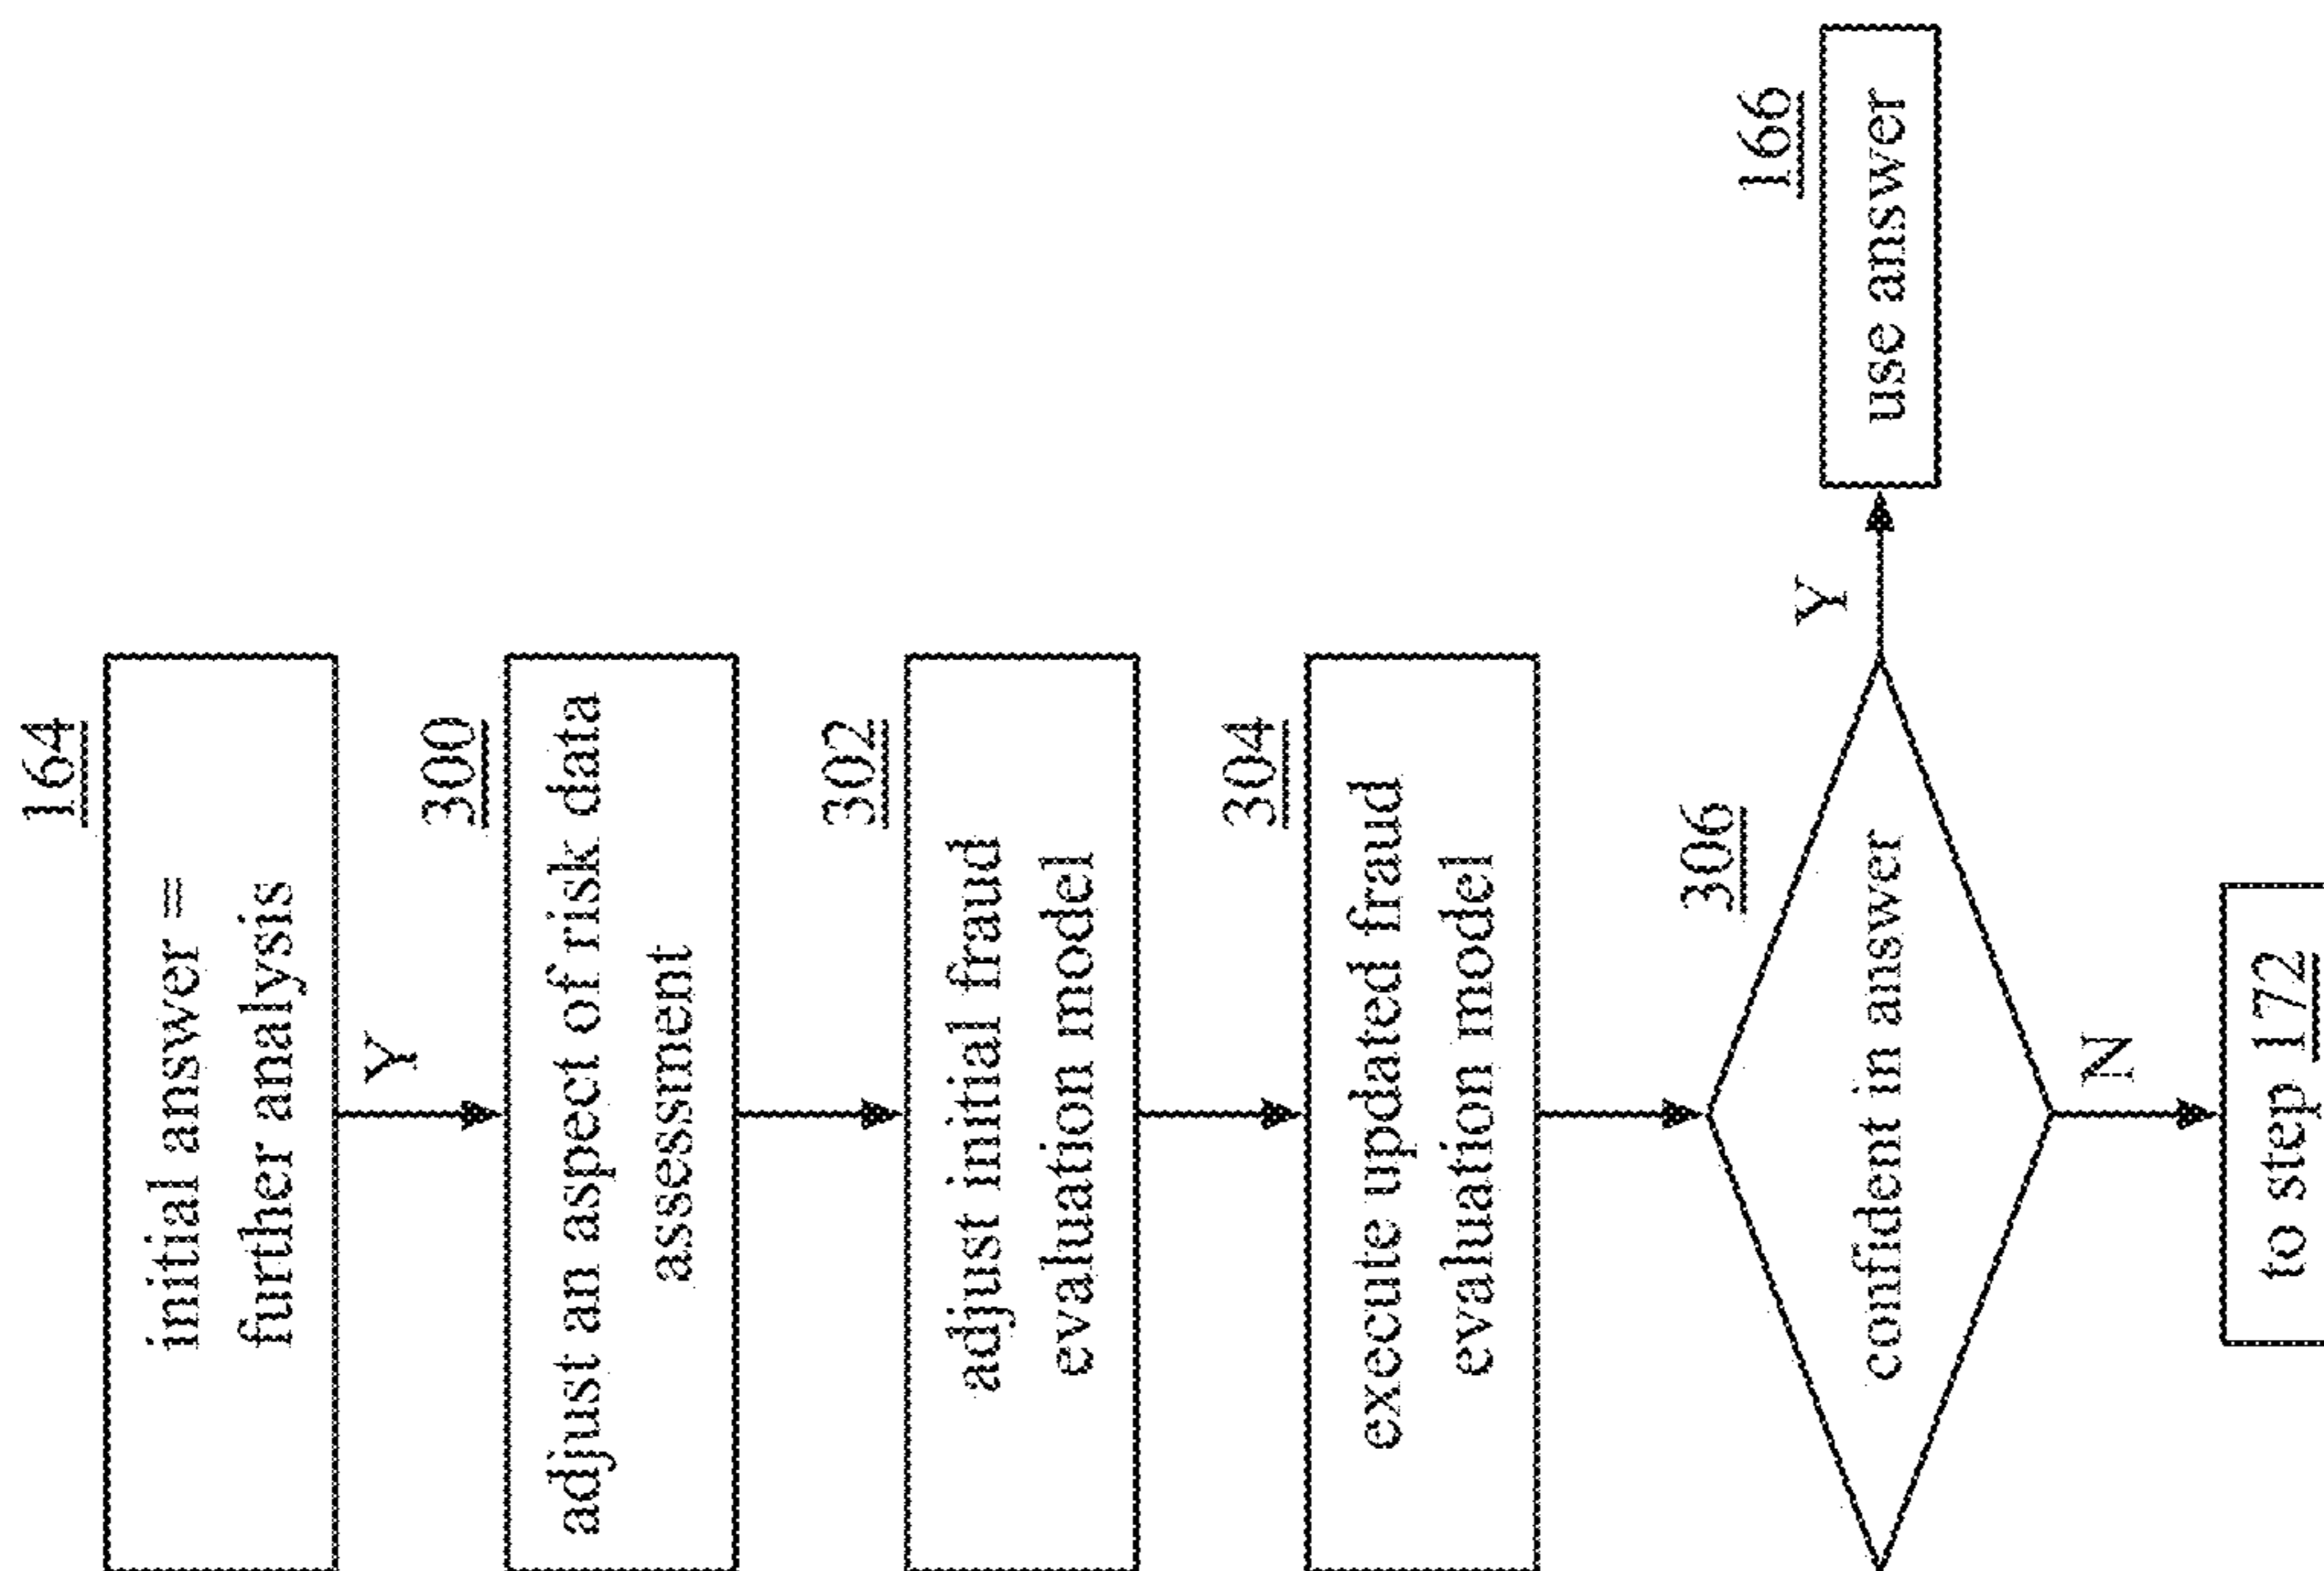 164
initial answer =
further analysis
Y
300
adjust an aspect of risk data
assessment
302
adjust initial fraud
evaluation model
304
execute updated fraud
evaluation model
306
confident in answer
Y
166
use answer
N
to step 172